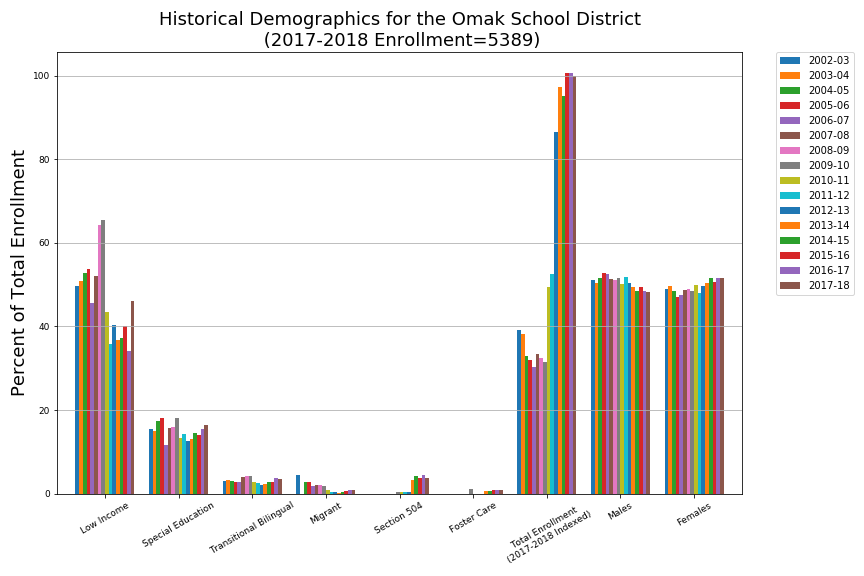 Historical Demographics for the Omak School District
(2017-2018 Enrollment=5389)
Percent of Total Enrollment
100
80
60
40
20
0
Low Income
Special Education
Transitional Bilingual
Migrant
Section 504
Foster Care
Total Enrollment
(2017-2018 Indexed)
Males
Females
2002-03
2003-04
2004-05
2005-06
2006-07
2007-08
2008-09
2009-10
2010-11
2011-12
2012-13
2013-14
2014-15
2015-16
2016-17
2017-18